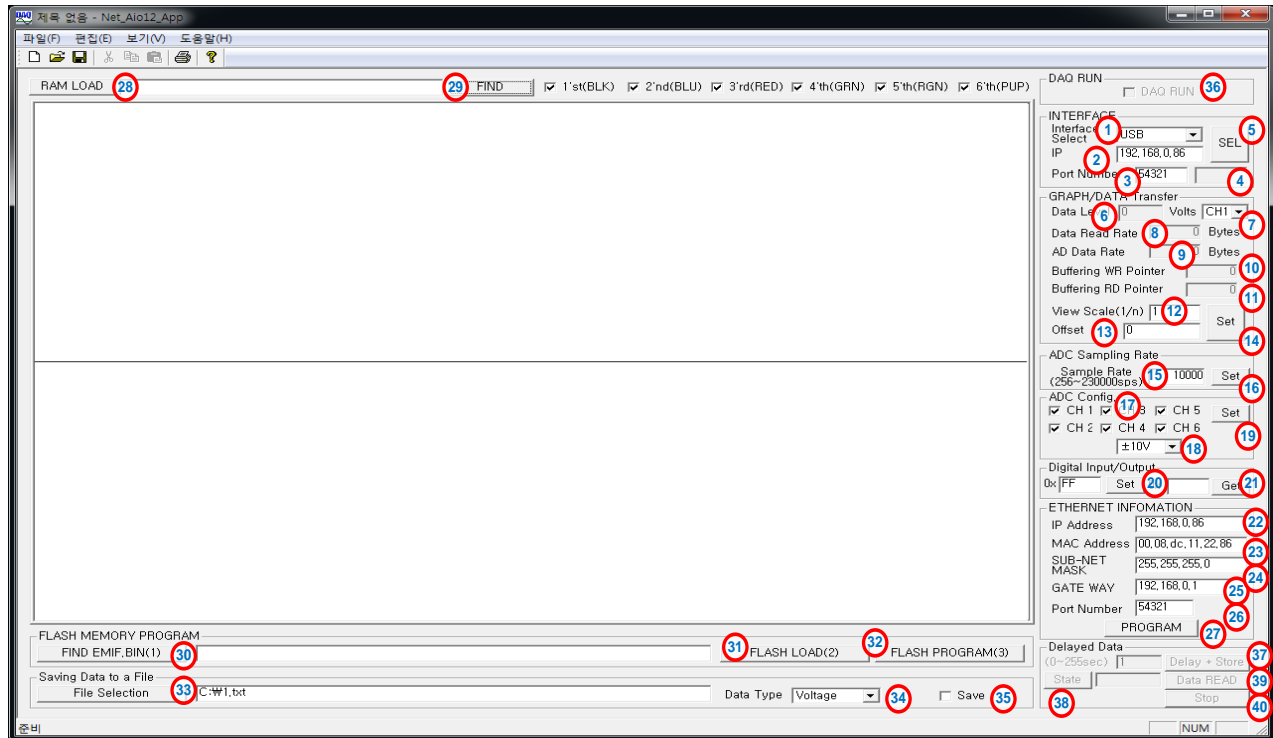 DAQ 제목 없음 - Net_Aio12_App
파일(F) 편집(E) 보기(V) 도움말(H)
RAM LOAD 28 29 FIND 1'st(BLK) 2'nd(BLU) 3'rd(RED) 4'th(GRN) 5'th(RGN) 6'th(PUP)
DAQ RUN
DAQ RUN 36
INTERFACE
Interface Select 1 USB 5 SEL
IP 2 192,168,0,86
Port Number 3 54321 4
GRAPH/DATA Transfer
Data Level 6 0 Volts CH1 7
Data Read Rate 8 0 Bytes
AD Data Rate 9 0 Bytes
Buffering WR Pointer 0 10
Buffering RD Pointer 0 11
View Scale(1/n) 1 12
Offset 13 0 Set 14
ADC Sampling Rate
Sample Rate (256~230000sps) 15 10000 Set 16
ADC Config, 17
CH 1 CH 3 CH 5 Set
CH 2 CH 4 CH 6 19
±10V 18
Digital Input/Output
0x FF Set 20 Get 21
ETHERNET INFOMATION
IP Address 192,168,0,86 22
MAC Address 00,08,dc,11,22,86 23
SUB-NET MASK 255,255,255,0 24
GATE WAY 192,168,0,1 25
Port Number 54321 26
PROGRAM 27
FLASH MEMORY PROGRAM
FIND EMIF,BIN(1) 30 31 FLASH LOAD(2) 32 FLASH PROGRAM(3)
Saving Data to a File
File Selection 33 C:₩1,txt Data Type Voltage 34 Save 35
Delayed Data
(0~255sec) 1 Delay + Store 37
State 38 Data READ 39
Stop 40
준비 NUM